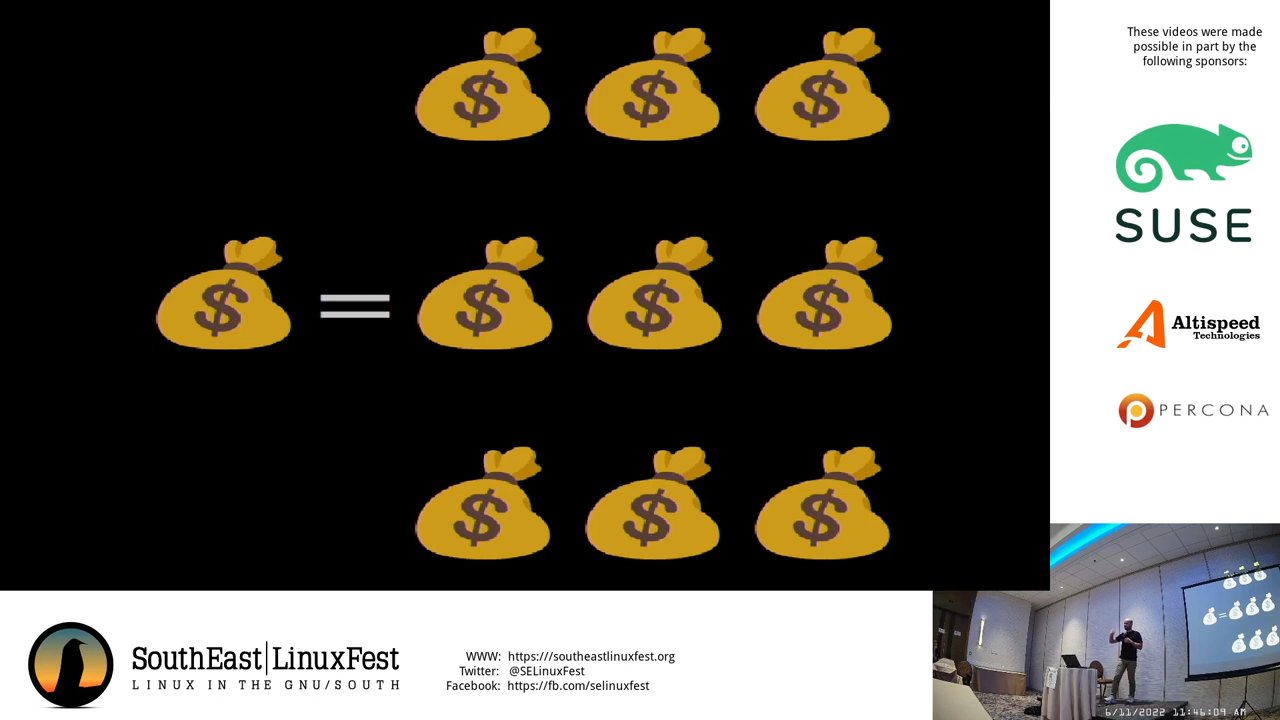 These videos were made
possible in part by the
following sponsors:
$ $ $
$ = $ $ $
$ $ $
SUSE
Altispeed
Technologies
PERCONA
SouthEast|LinuxFest
LINUX IN THE GNU/SOUTH
WWW: https:///southeastlinuxfest.org
Twitter: @SELinuxFest
Facebook: https://fb.com/selinuxfest
6/11/2022 11:46:09 AM